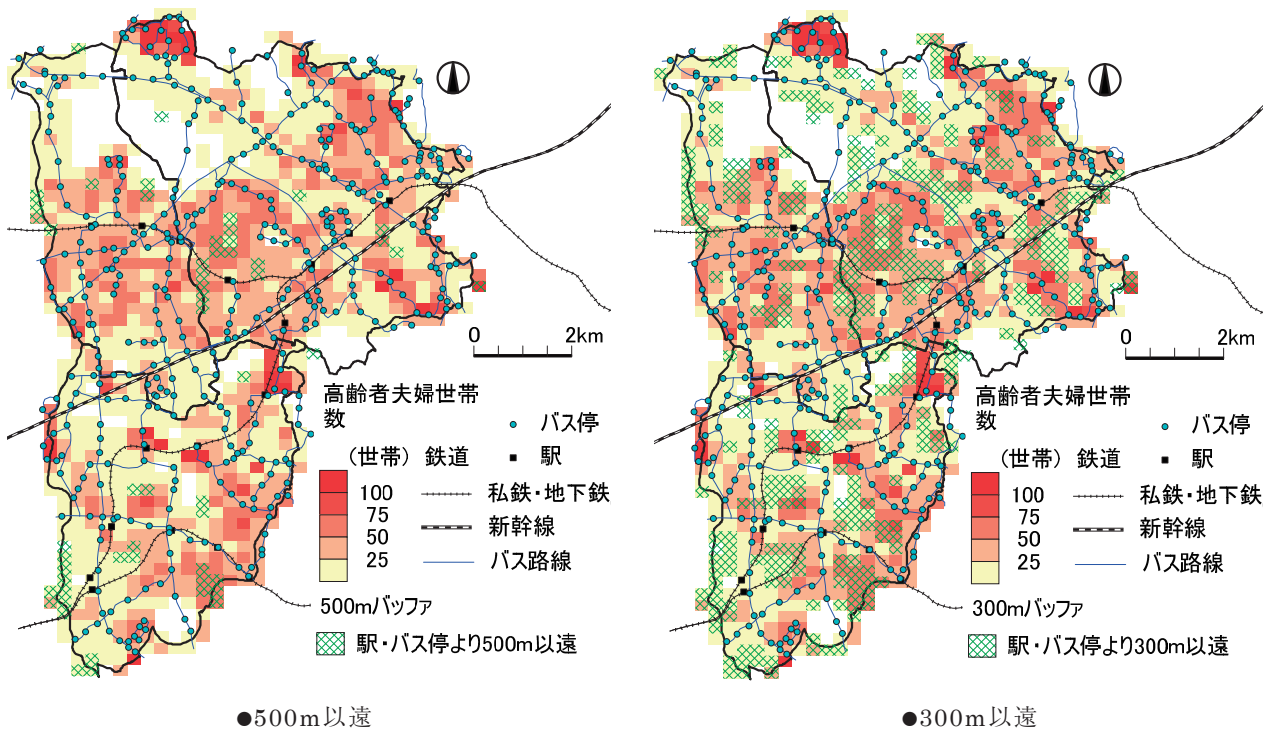 0 2km
高齢者夫婦世帯
数
バス停
(世帯) 鉄道
駅
100
75
50
25
私鉄・地下鉄
新幹線
バス路線
500mバッファ
駅・バス停より500m以遠
●500m以遠
0 2km
高齢者夫婦世帯
数
バス停
(世帯) 鉄道
駅
100
75
50
25
私鉄・地下鉄
新幹線
バス路線
300mバッファ
駅・バス停より300m以遠
●300m以遠